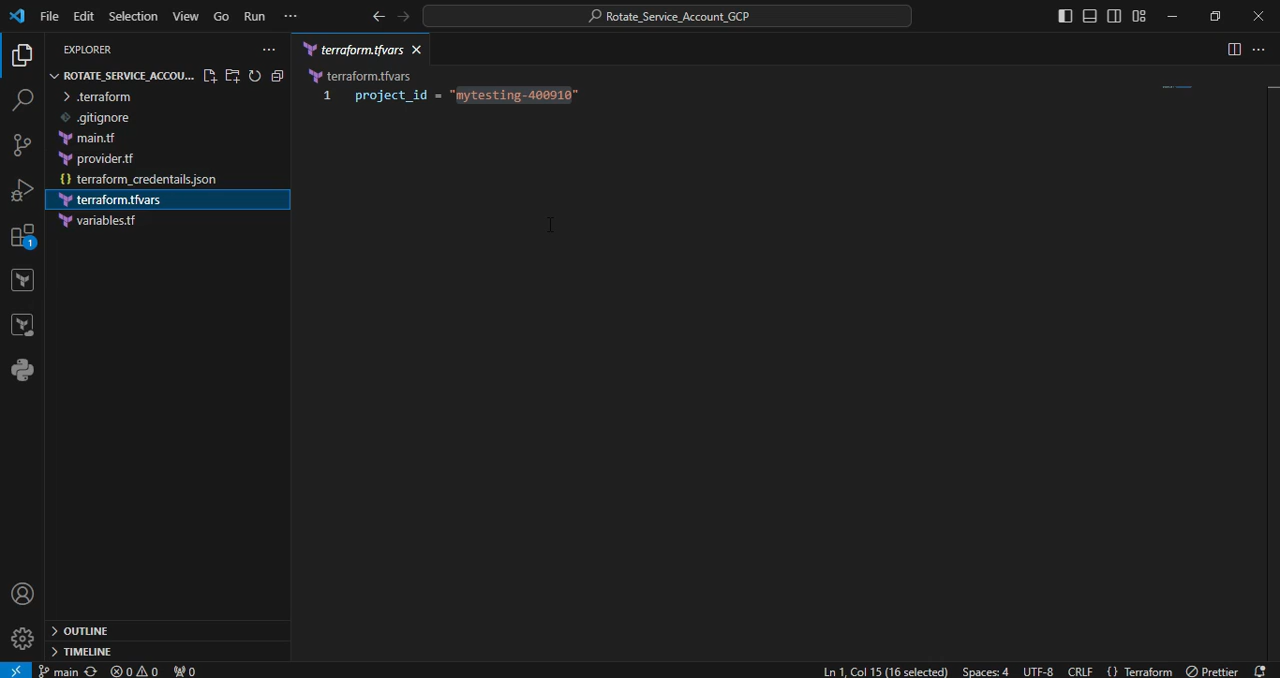 File Edit Selection View Go Run ···
Rotate_Service_Account_GCP
EXPLORER
ROTATE_SERVICE_ACCOU...
.terraform
.gitignore
main.tf
provider.tf
terraform_credentails.json
terraform.tfvars
variables.tf
terraform.tfvars
terraform.tfvars
1 project_id = "mytesting-400910"
1
OUTLINE
TIMELINE
main 0 0 0 Ln 1, Col 15 (16 selected) Spaces: 4 UTF-8 CRLF {} Terraform Prettier